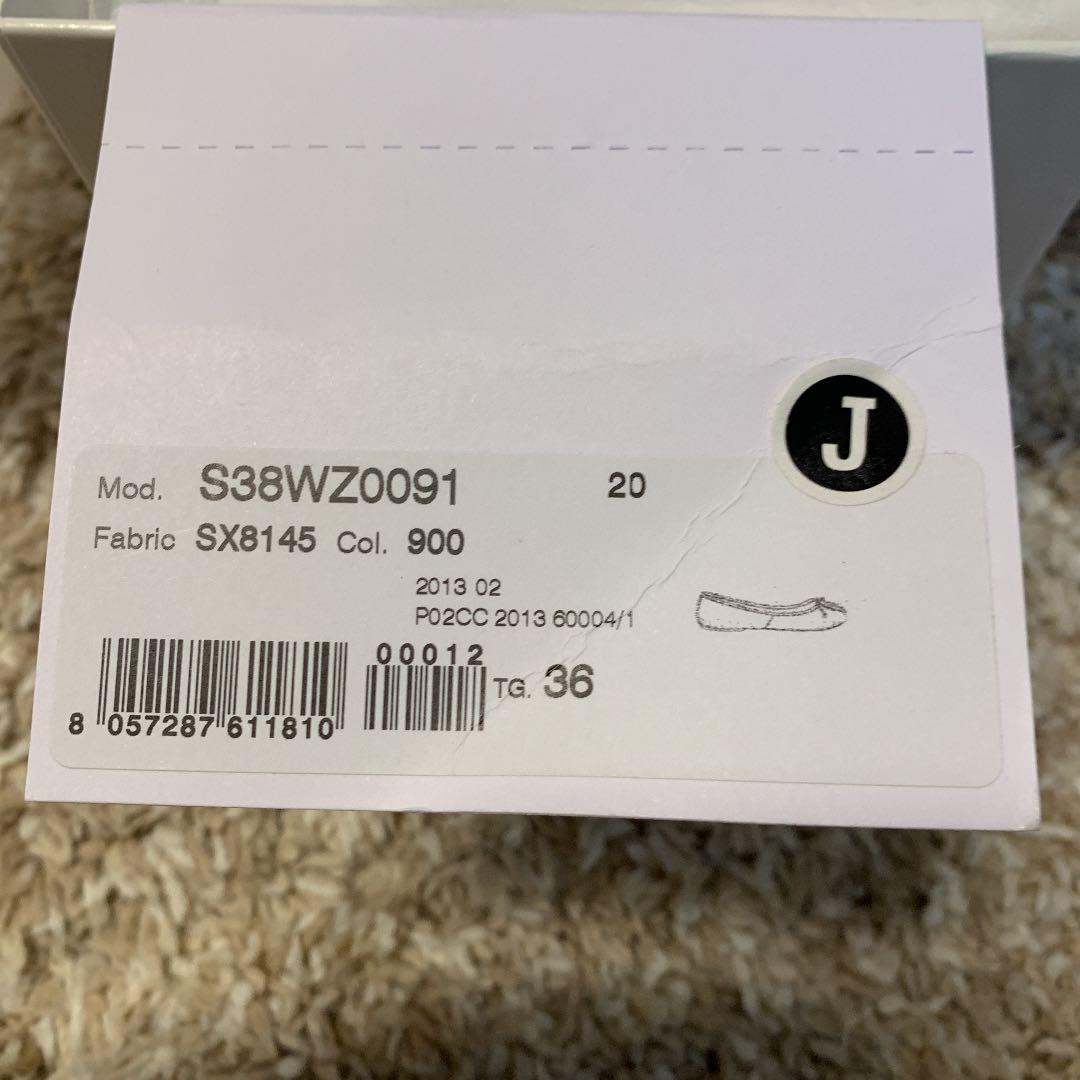 J
Mod. S38WZ0091 20
Fabric SX8145 Col. 900
2013 02
P02CC 2013 60004/1
00012
TG. 36
8 057287 611810